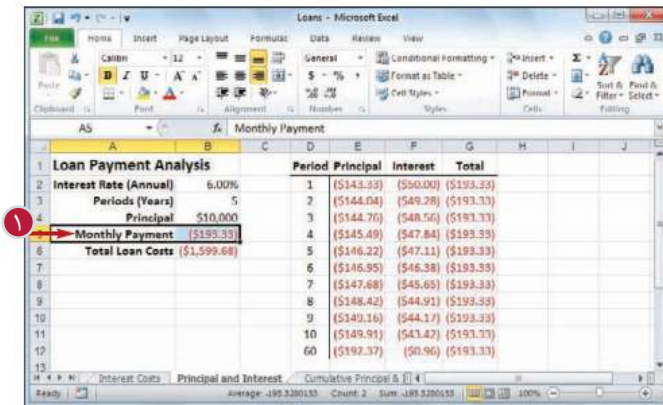 Loans - Microsoft Excel
File Home Insert Page Layout Formulas Data Review View
Calibri 12 General Conditional Formatting Insert
Paste B I U A A $ % , Format as Table Delete Sort & Find &
Cell Styles Format Filter Select
Clipboard Font Alignment Number Styles Cells Editing
A5 fx Monthly Payment
A B C D E F G H I J
1 Loan Payment Analysis Period Principal Interest Total
2 Interest Rate (Annual) 6.00% 1 ($143.33) ($50.00) ($193.33)
3 Periods (Years) 5 2 ($144.04) ($49.28) ($193.33)
4 Principal $10,000 3 ($144.76) ($48.56) ($193.33)
5 Monthly Payment ($193.33) 4 ($145.49) ($47.84) ($193.33)
6 Total Loan Costs ($1,599.68) 5 ($146.22) ($47.11) ($193.33)
7 6 ($146.95) ($46.38) ($193.33)
8 7 ($147.68) ($45.65) ($193.33)
9 8 ($148.42) ($44.91) ($193.33)
10 9 ($149.16) ($44.17) ($193.33)
11 10 ($149.91) ($43.42) ($193.33)
12 60 ($192.37) ($0.96) ($193.33)
13
١
Interest Costs Principal and Interest Cumulative Principal &
Ready Average: -193.3280153 Count: 2 Sum: -193.3280153 100%